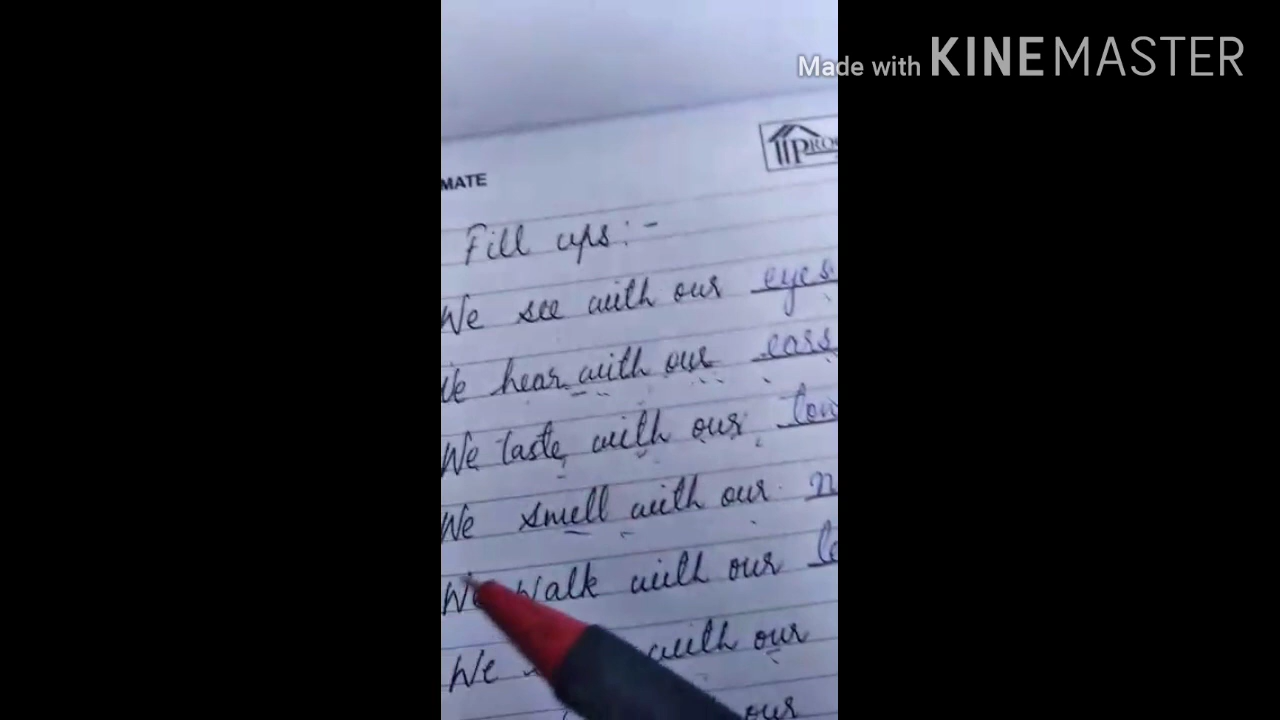 Made with KINEMASTER
MATE
Fill ups:-
We see with our eyes.
We hear with our ears
We taste with our
We smell with our
We Walk with our
We with our
our